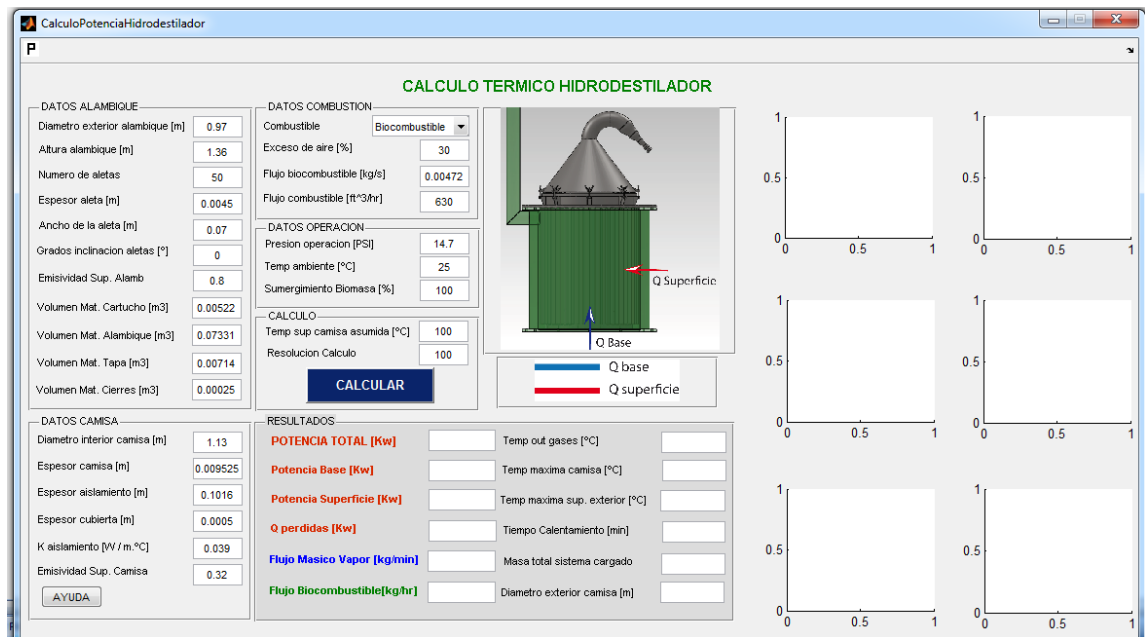 CalculoPotenciaHidrodestilador
P
CALCULO TERMICO HIDRODESTILADOR
DATOS ALAMBIQUE
Diametro exterior alambique [m] 0.97
Altura alambique [m] 1.36
Numero de aletas 50
Espesor aleta [m] 0.0045
Ancho de la aleta [m] 0.07
Grados inclinacion aletas [º] 0
Emisividad Sup. Alamb 0.8
Volumen Mat. Cartucho [m3] 0.00522
Volumen Mat. Alambique [m3] 0.07331
Volumen Mat. Tapa [m3] 0.00714
Volumen Mat. Cierres [m3] 0.00025
DATOS CAMISA
Diametro interior camisa [m] 1.13
Espesor camisa [m] 0.009525
Espesor aislamiento [m] 0.1016
Espesor cubierta [m] 0.0005
K aislamiento [W / m.ºC] 0.039
Emisividad Sup. Camisa 0.32
AYUDA
DATOS COMBUSTION
Combustible Biocombustible
Exceso de aire [%] 30
Flujo biocombustible [kg/s] 0.00472
Flujo combustible [ft^3/hr] 630
DATOS OPERACION
Presion operacion [PSI] 14.7
Temp ambiente [ºC] 25
Sumergimiento Biomasa [%] 100
CALCULO
Temp sup camisa asumida [ºC] 100
Resolucion Calculo 100
CALCULAR
Q Superficie
Q Base
Q base
Q superficie
RESULTADOS
POTENCIA TOTAL [Kw] Temp out gases [ºC]
Potencia Base [Kw] Temp maxima camisa [ºC]
Potencia Superficie [Kw] Temp maxima sup. exterior [ºC]
Q perdidas [Kw] Tiempo Calentamiento [min]
Flujo Masico Vapor [kg/min] Masa total sistema cargado
Flujo Biocombustible[kg/hr] Diametro exterior camisa [m]
1 1
0.5 0.5
0 0
0 0.5 1 0 0.5 1
1 1
0.5 0.5
0 0
0 0.5 1 0 0.5 1
1 1
0.5 0.5
0 0
0 0.5 1 0 0.5 1